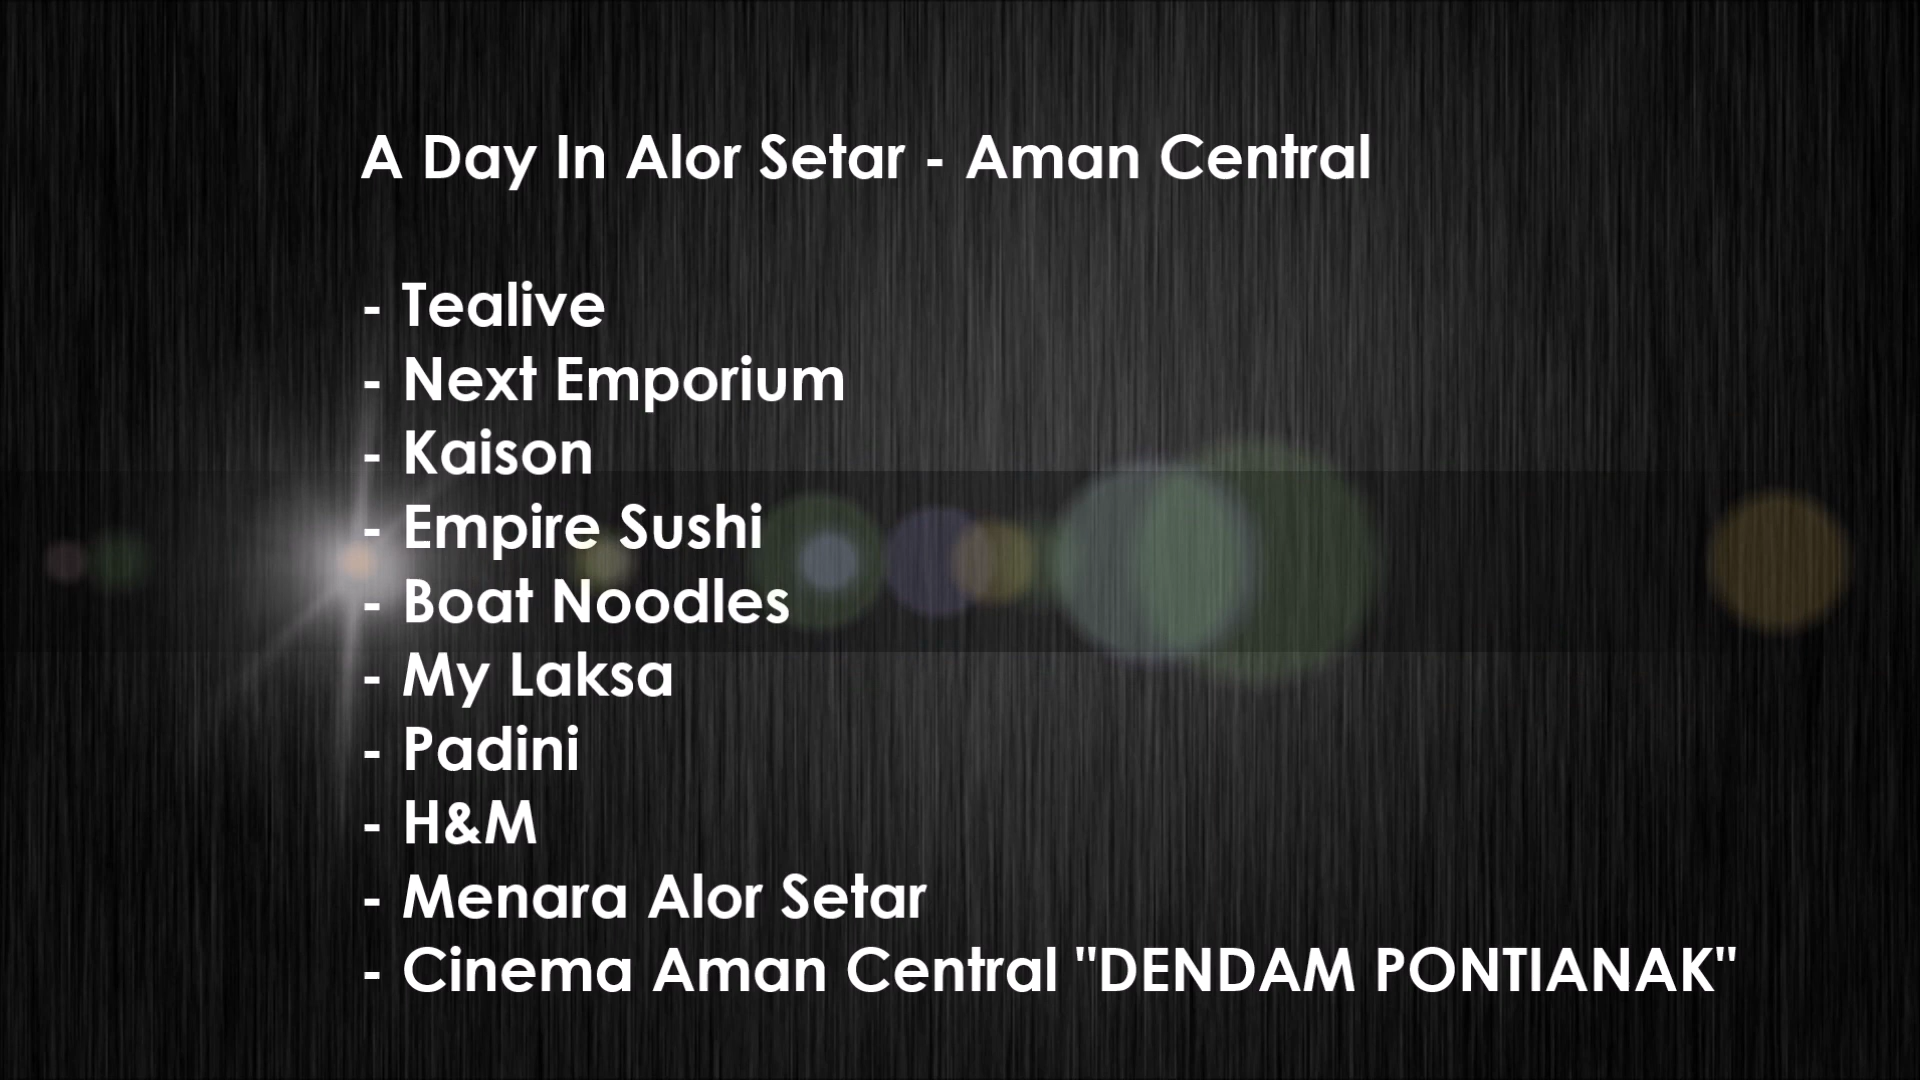 A Day In Alor Setar - Aman Central
- Tealive
- Next Emporium
- Kaison
- Empire Sushi
- Boat Noodles
- My Laksa
- Padini
- H&M
- Menara Alor Setar
- Cinema Aman Central "DENDAM PONTIANAK"